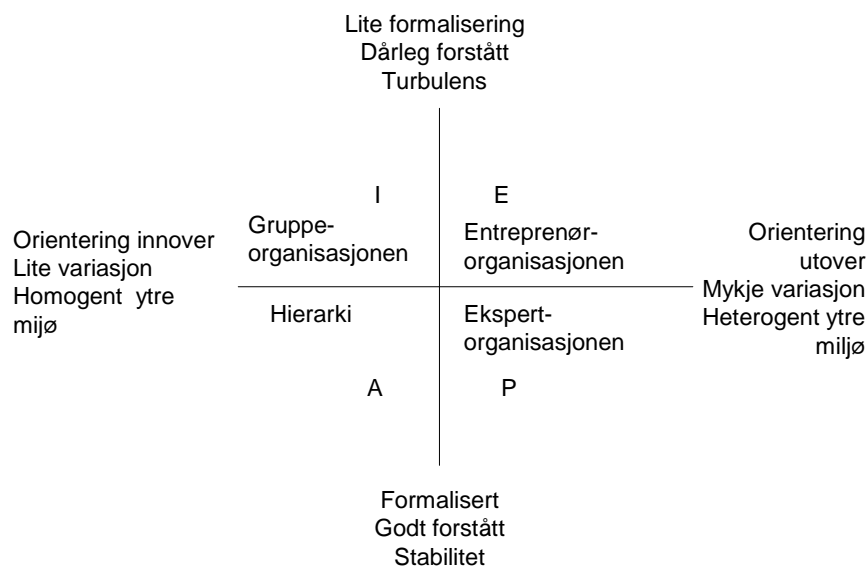 Lite formalisering
Dårleg forstått
Turbulens
I
E
Gruppe-
organisasjonen
Entreprenør-
organisasjonen
Orientering innover
Lite variasjon
Homogent ytre
mijø
Orientering
utover
Mykje variasjon
Heterogent ytre
miljø
Hierarki
Ekspert-
organisasjonen
A
P
Formalisert
Godt forstått
Stabilitet